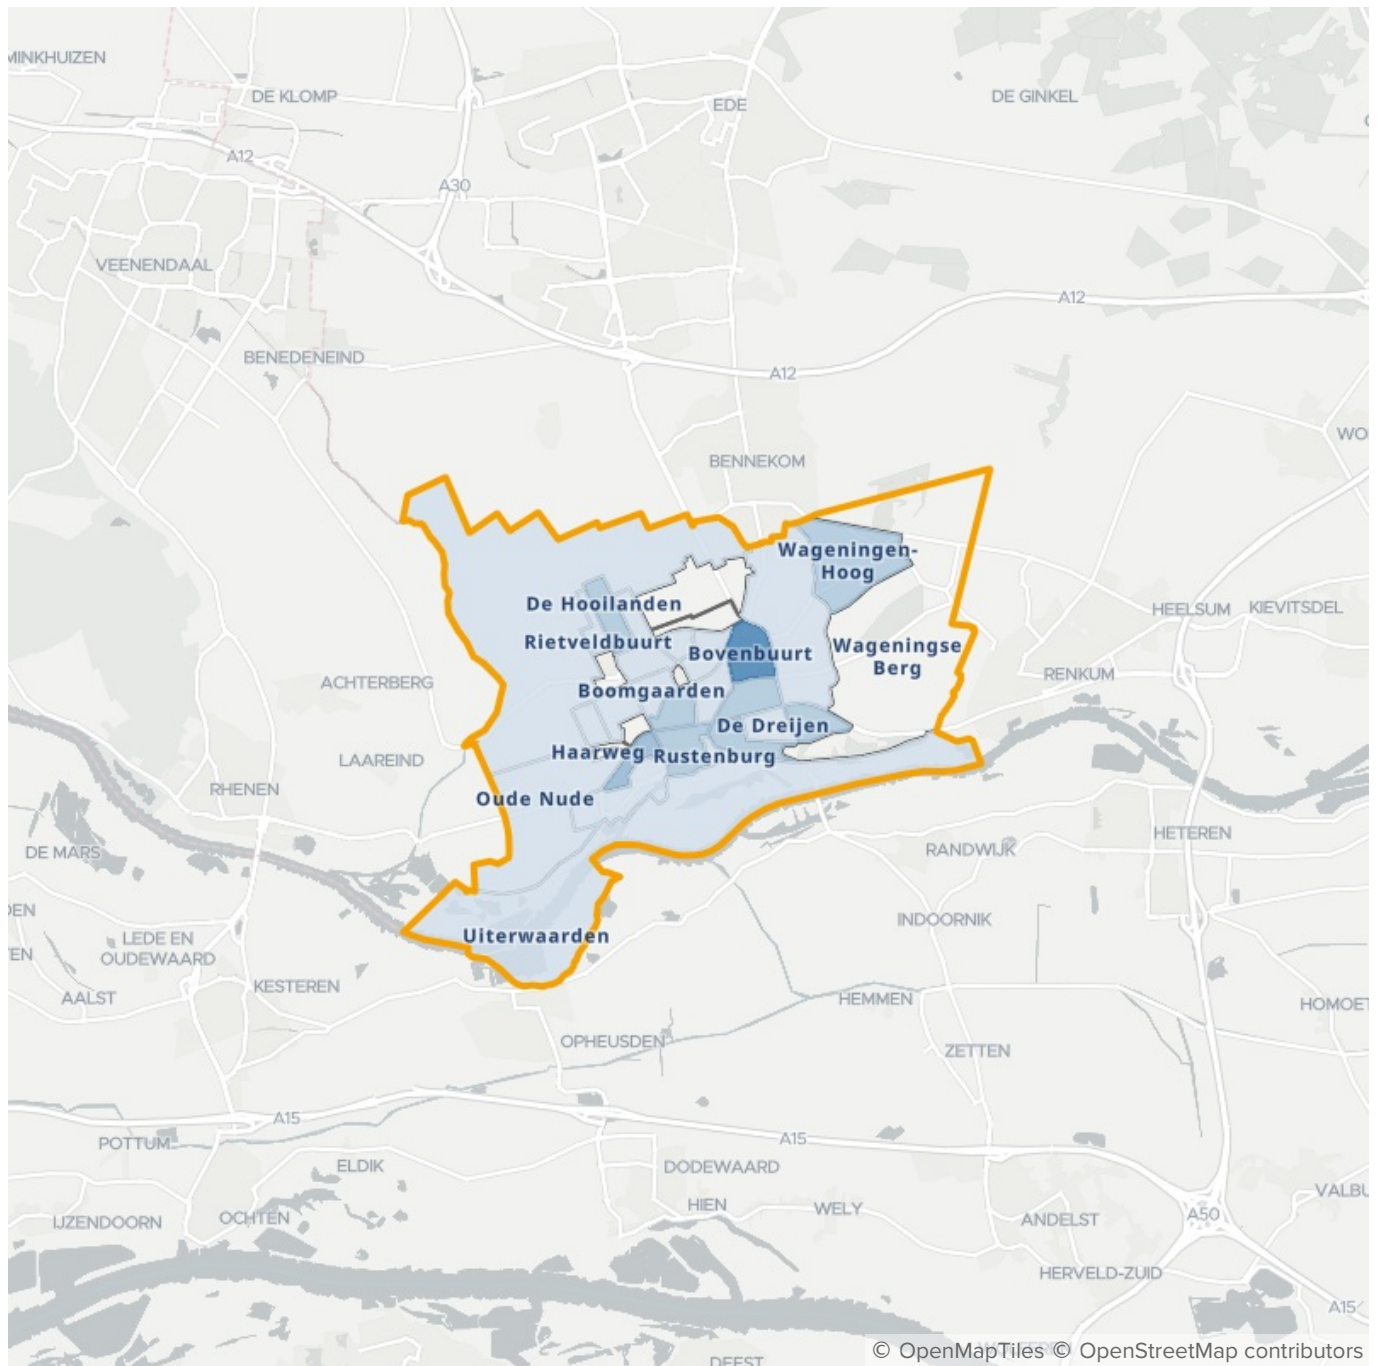 MINKHUIZEN
DE KLOMP
EDE
DE GINKEL
A12
A30
VEENENDAAL
A12
BENEDENEIND
A12
WO
BENNEKOM
Wageningen-
Hoog
De Hooilanden
HEELSUM
KIEVITSDEL
Rietveldbuurt
Bovenbuurt
Wageningse
Berg
RENKUM
ACHTERBERG
Boomgaarden
De Dreijen
Haarweg
Rustenburg
LAAREIND
RHENEN
Oude Nude
HETEREN
DE MARS
RANDWIJK
DEN
INDOORNIK
LEDE EN
OUDEWAARD
Uiterwaarden
EN
KESTEREN
AALST
HEMMEN
HOMOET
OPHEUSDEN
ZETTEN
A15
POTTUM
A15
ELDIK
DODEWAARD
VALBU
HIEN
WELY
IJZENDOORN
OCHTEN
ANDELST
A50
HERVELD-ZUID
A15
DEEST
© OpenMapTiles © OpenStreetMap contributors